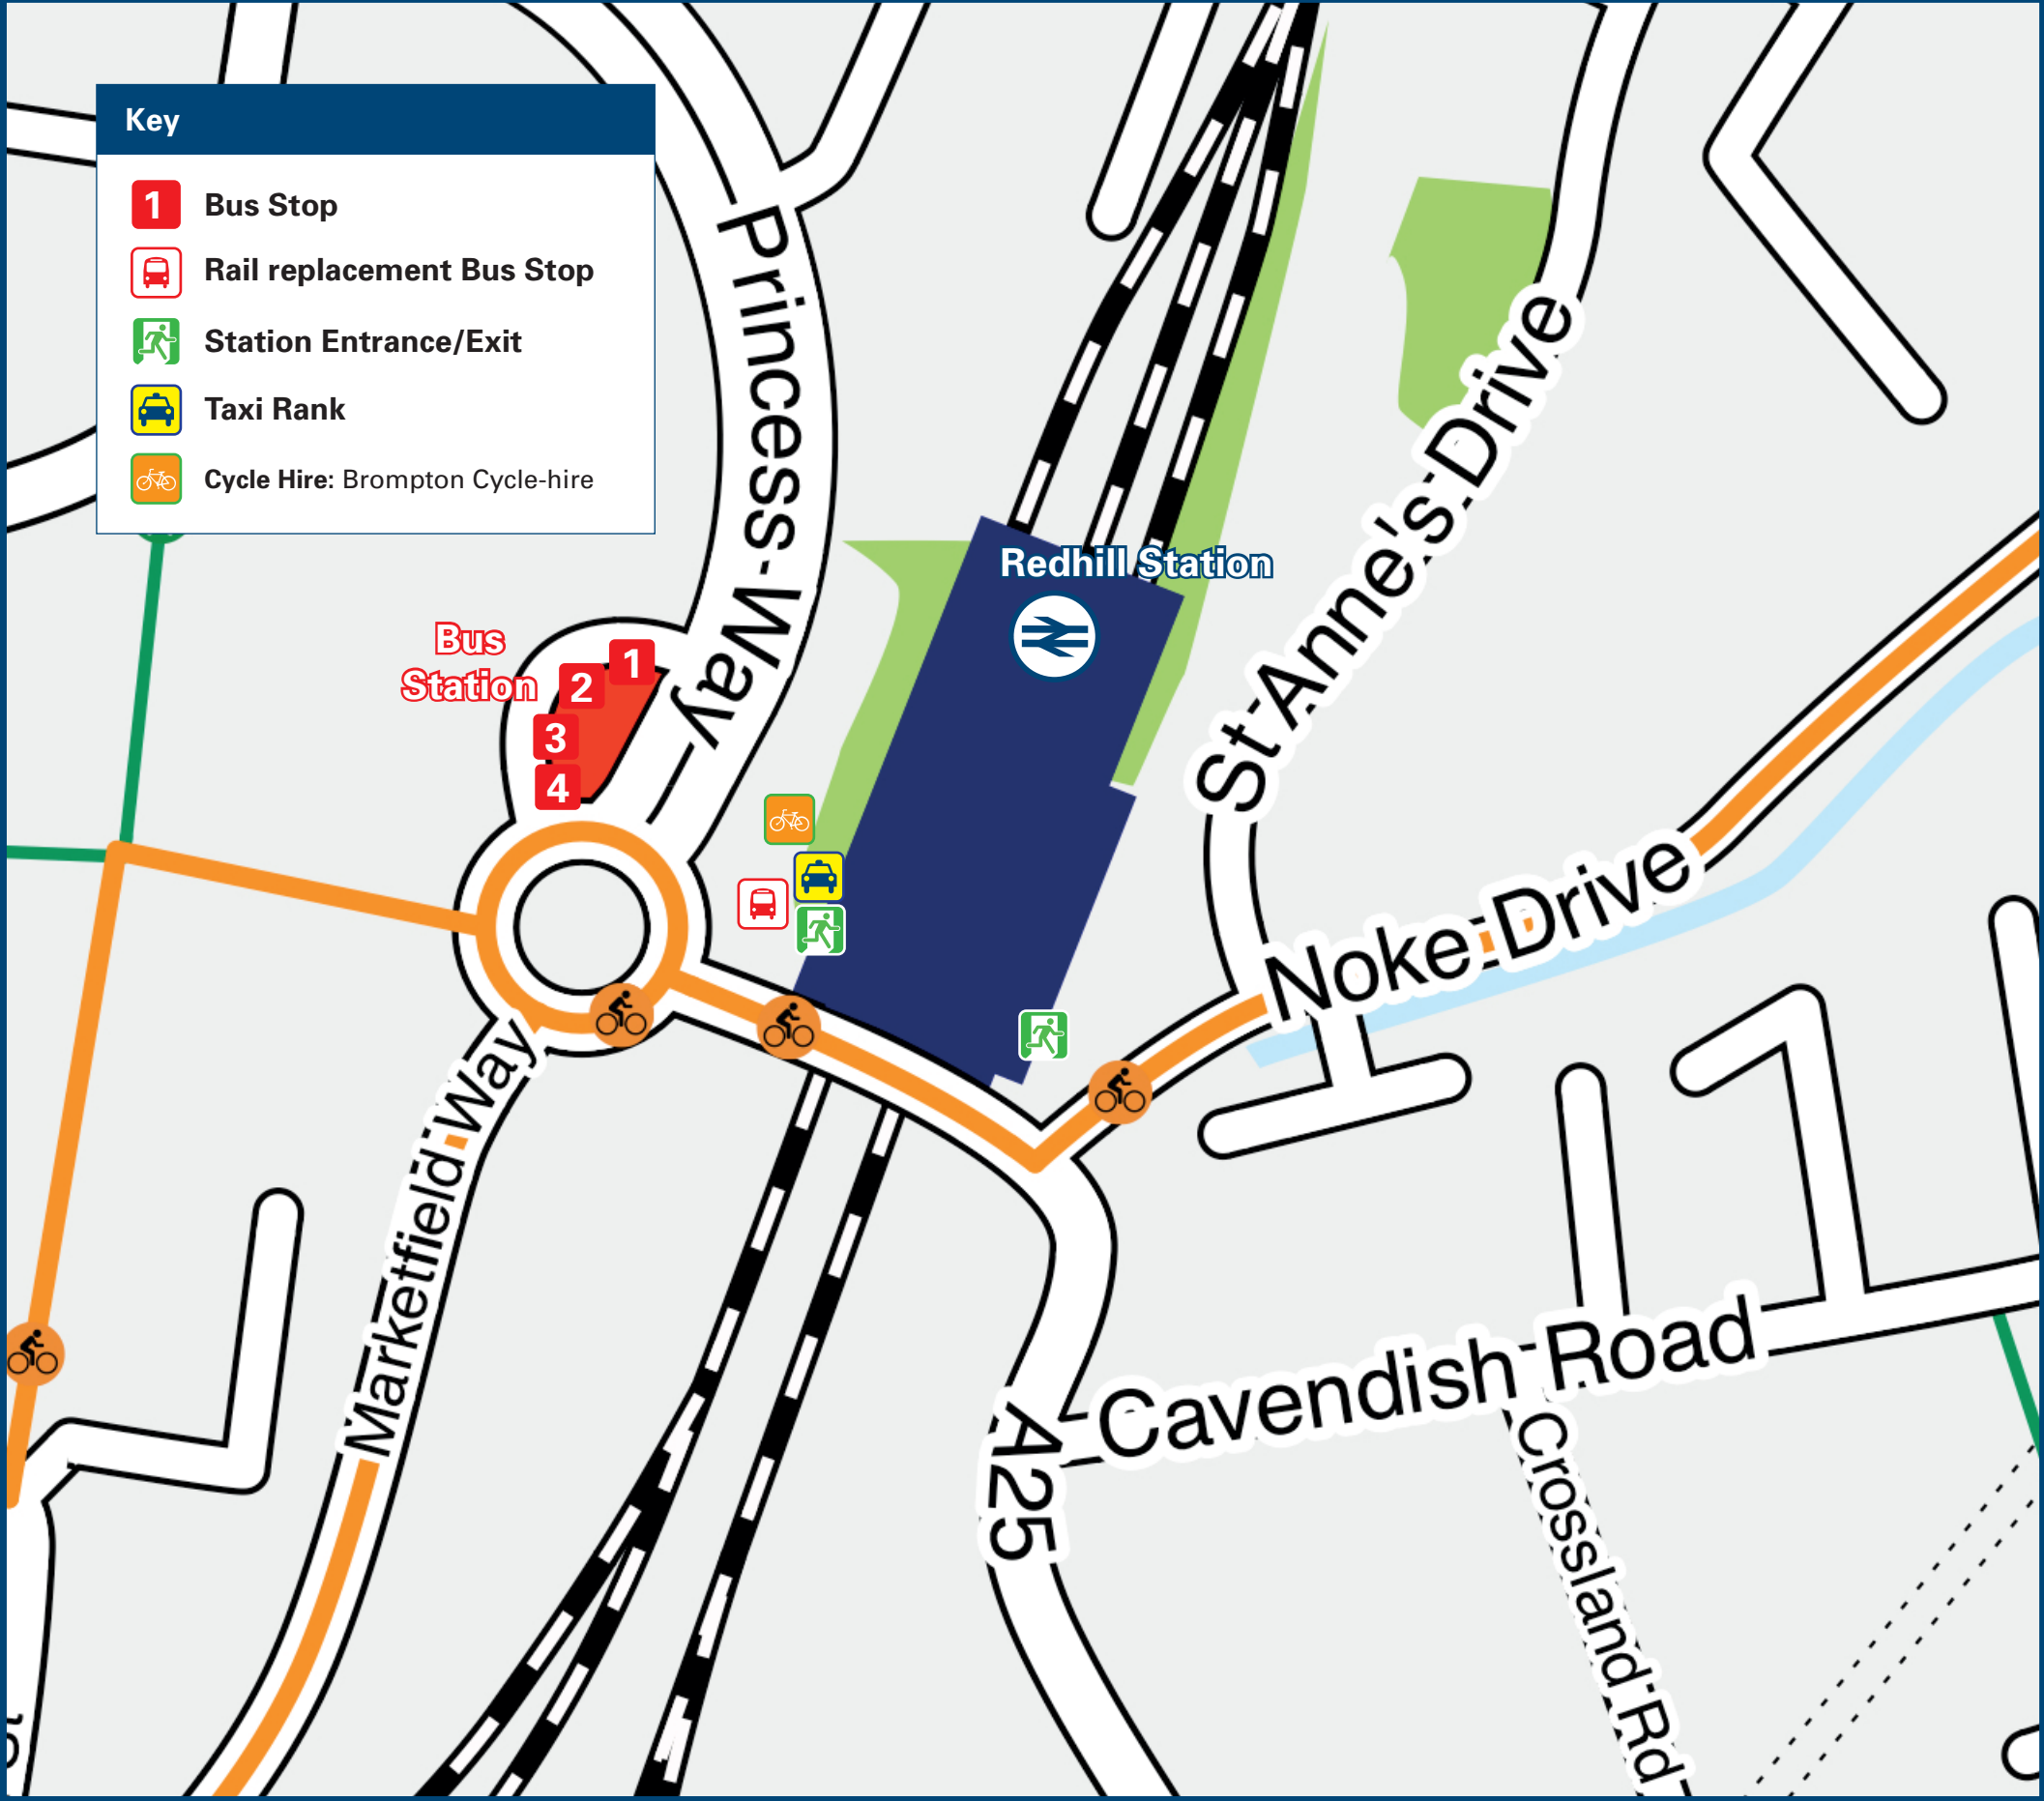 Key
1 Bus Stop
Rail replacement Bus Stop
Station Entrance/Exit
Taxi Rank
Cycle Hire: Brompton Cycle-hire
Princess Way
Redhill Station
St Anne's Drive
Bus
Station
1
2
3
4
Noke Drive
Marketfield Way
Cavendish Road
A25
Crossland Rd